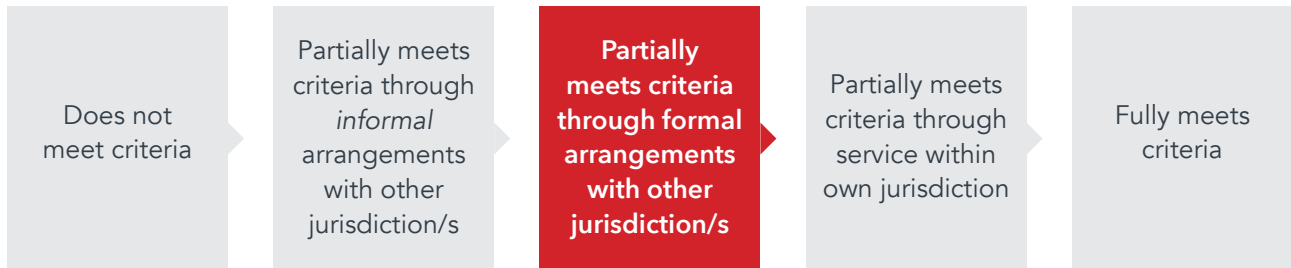 Does not
meet criteria
Partially meets
criteria through
informal
arrangements
with other
jurisdiction/s
Partially
meets criteria
through formal
arrangements
with other
jurisdiction/s
Partially meets
criteria through
service within
own jurisdiction
Fully meets
criteria